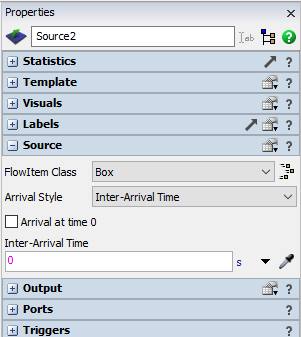 Properties
Source2
ab
?
Statistics ?
Template ?
Visuals ?
Labels ?
Source ?
FlowItem Class Box
Arrival Style Inter-Arrival Time
Arrival at time 0
Inter-Arrival Time
0 s
Output ?
Ports ?
Triggers ?